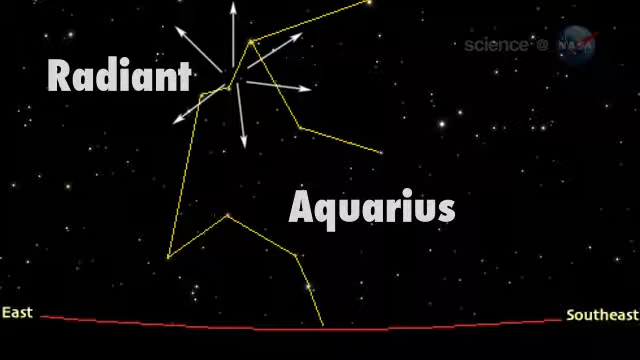 science @ NASA
Radiant
Aquarius
East
Southeast